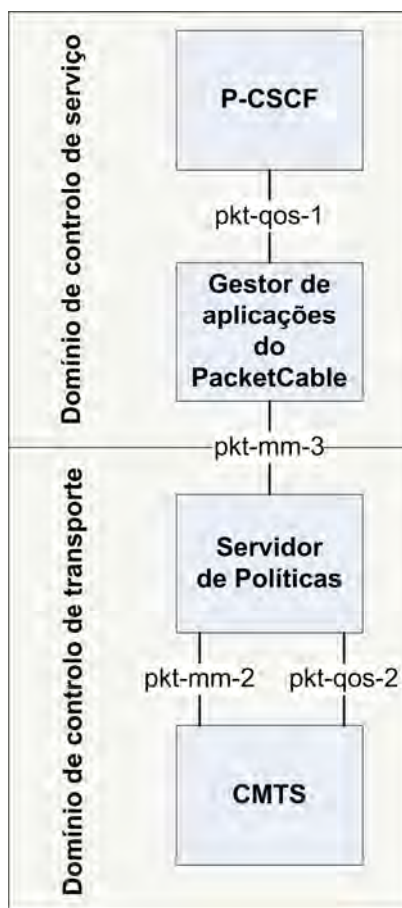 Domínio de controlo de serviço
P-CSCF
pkt-qos-1
Gestor de
aplicações
do
PacketCable
pkt-mm-3
Domínio de controlo de transporte
Servidor
de Políticas
pkt-mm-2
pkt-qos-2
CMTS